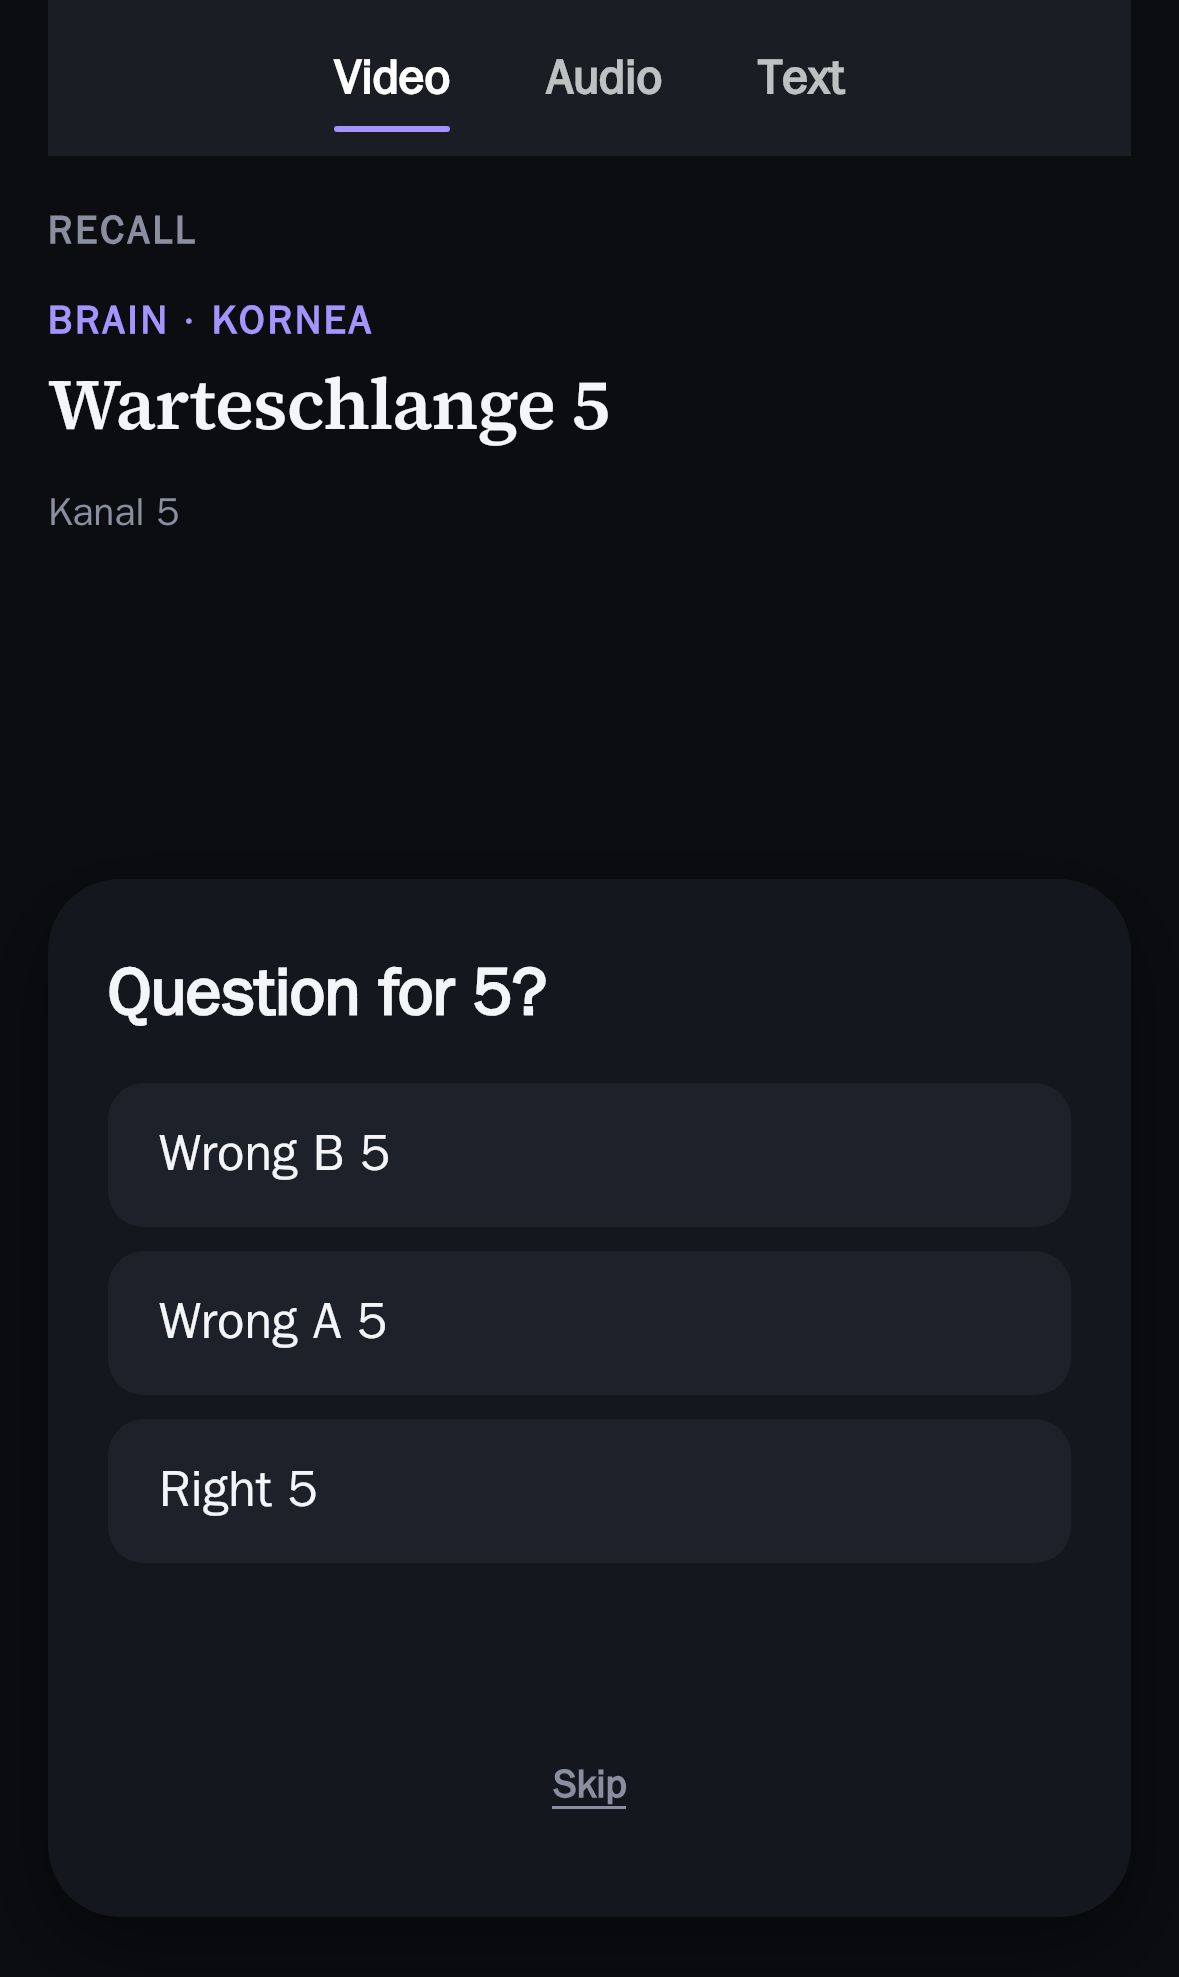 Video Audio Text
RECALL
BRAIN · KORNEA
Warteschlange 5
Kanal 5
Question for 5?
Wrong B 5
Wrong A 5
Right 5
Skip